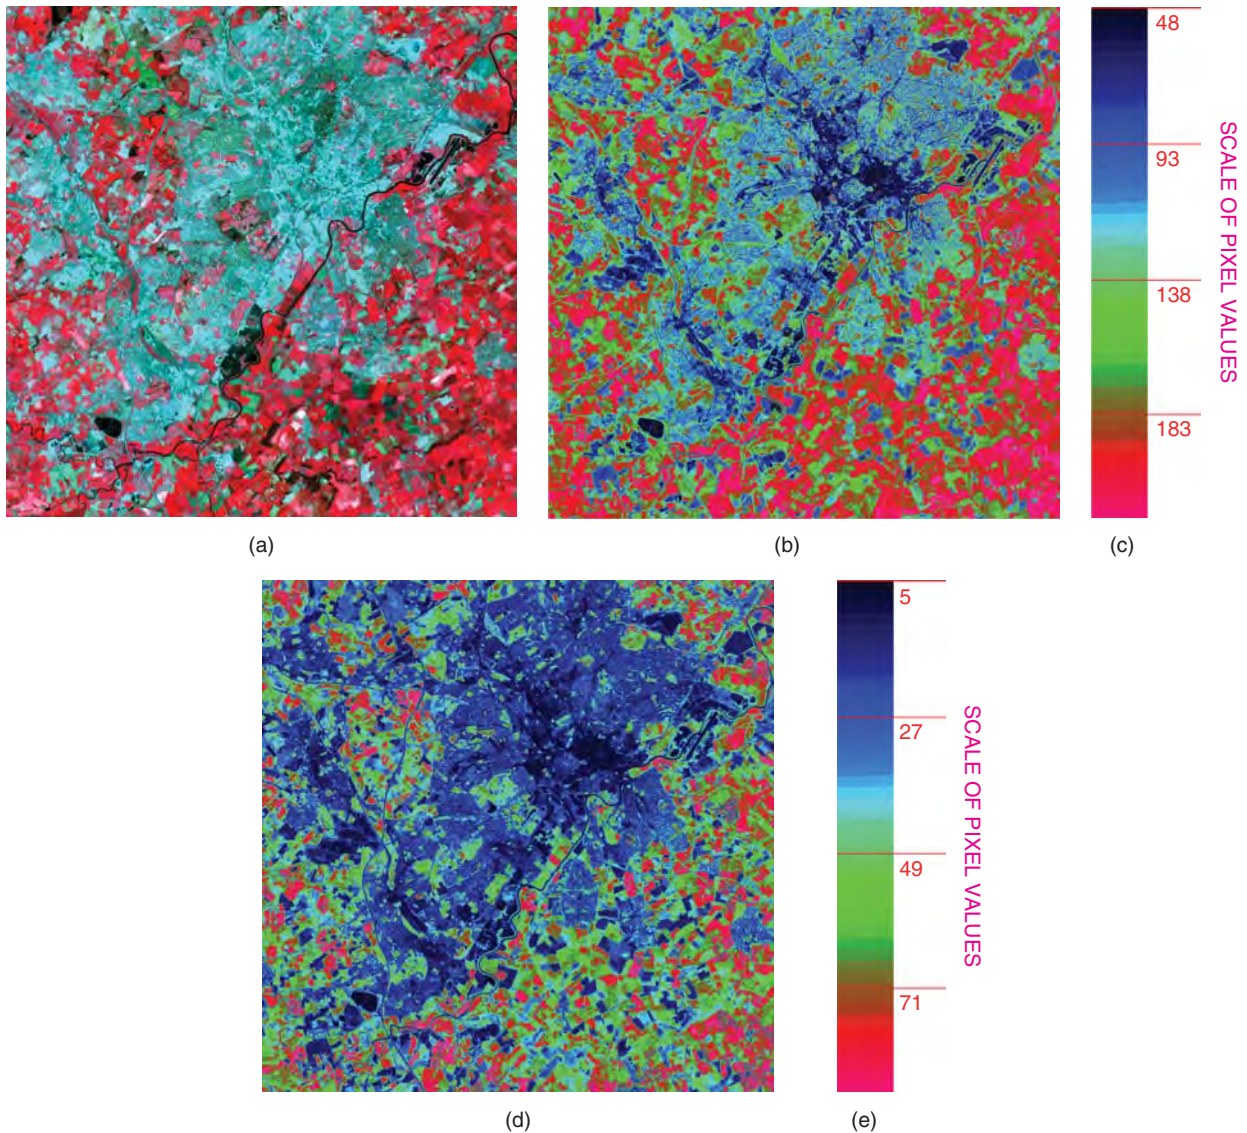 48
93
138
183
SCALE OF PIXEL VALUES
(a)
(b)
(c)
5
27
49
71
SCALE OF PIXEL VALUES
(d)
(e)